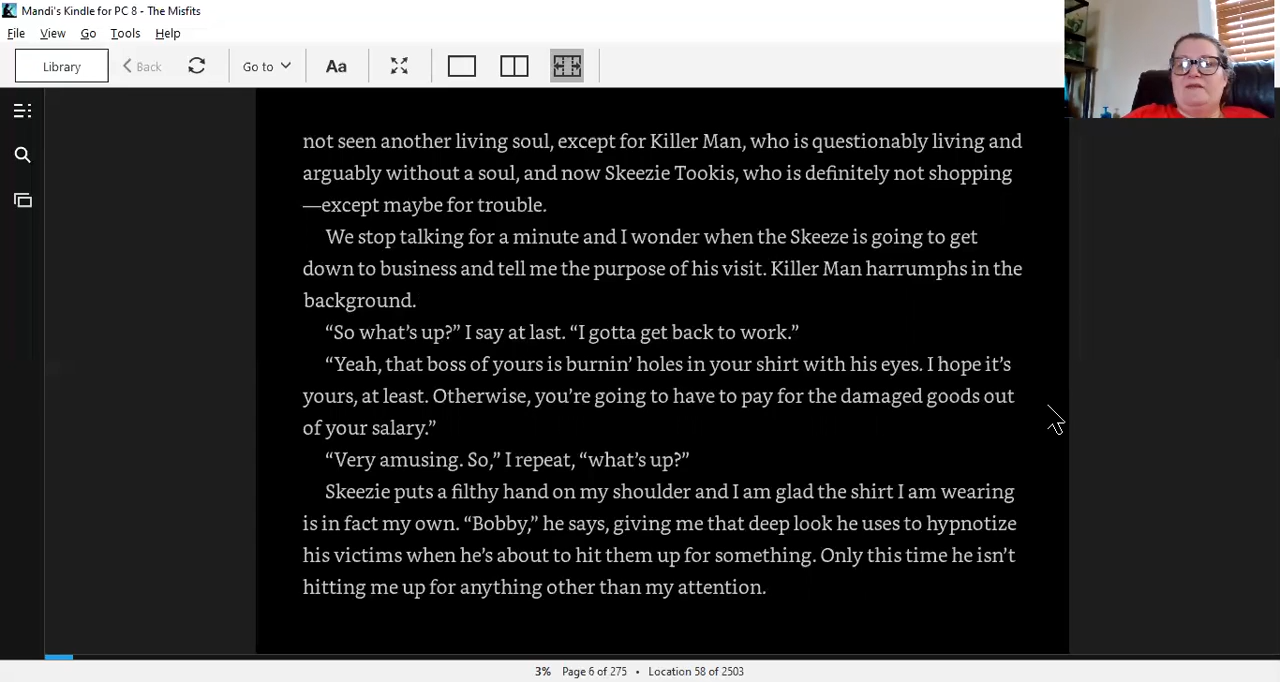 Mandi's Kindle for PC 8 - The Misfits
File View Go Tools Help
Library Back Go to Aa
not seen another living soul, except for Killer Man, who is questionably living and
arguably without a soul, and now Skeezie Tookis, who is definitely not shopping
—except maybe for trouble.
We stop talking for a minute and I wonder when the Skeeze is going to get
down to business and tell me the purpose of his visit. Killer Man harrumphs in the
background.
“So what’s up?” I say at last. “I gotta get back to work.”
“Yeah, that boss of yours is burnin’ holes in your shirt with his eyes. I hope it’s
yours, at least. Otherwise, you’re going to have to pay for the damaged goods out
of your salary.”
“Very amusing. So,” I repeat, “what’s up?”
Skeezie puts a filthy hand on my shoulder and I am glad the shirt I am wearing
is in fact my own. “Bobby,” he says, giving me that deep look he uses to hypnotize
his victims when he’s about to hit them up for something. Only this time he isn’t
hitting me up for anything other than my attention.
3% Page 6 of 275 • Location 58 of 2503